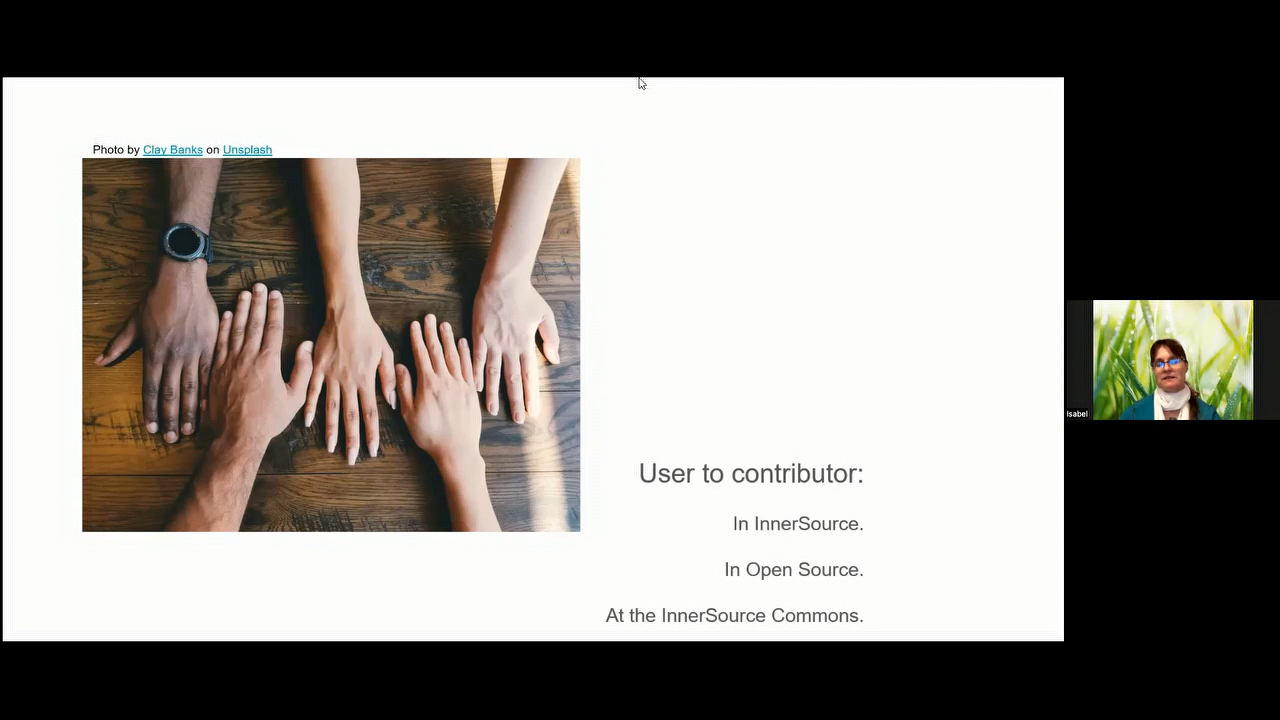 Photo by Clay Banks on Unsplash
User to contributor:
In InnerSource.
In Open Source.
At the InnerSource Commons.
Isabel